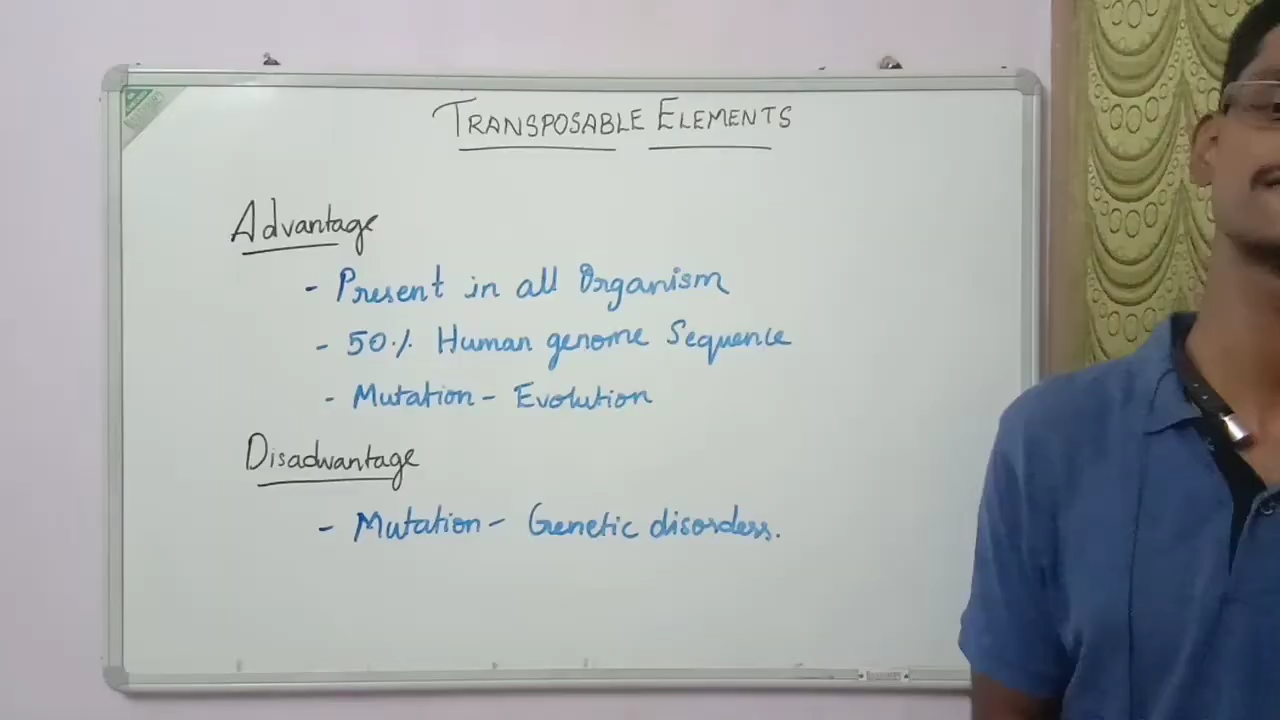 TRANSPOSABLE ELEMENTS
Advantage
- Present in all Organism
- 50% Human genome Sequence
- Mutation - Evolution
Disadvantage
- Mutation - Genetic disorders.